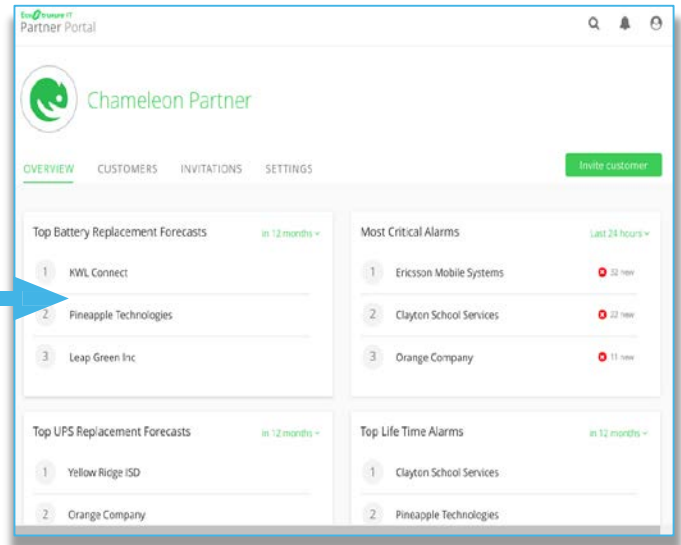 EcoStruxure IT
Partner Portal
Chameleon Partner
OVERVIEW CUSTOMERS INVITATIONS SETTINGS
Invite customer
Top Battery Replacement Forecasts in 12 months
1 KWL Connect
2 Pineapple Technologies
3 Leap Green Inc
Most Critical Alarms Last 24 hours
1 Ericsson Mobile Systems 32 new
2 Clayton School Services 22 new
3 Orange Company 11 new
Top UPS Replacement Forecasts in 12 months
1 Yellow Ridge ISD
2 Orange Company
Top Life Time Alarms in 12 months
1 Clayton School Services
2 Pineapple Technologies